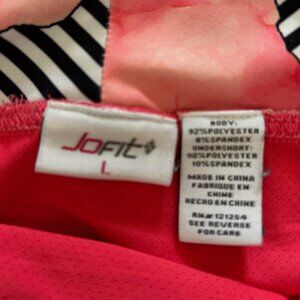 JOFIT
L
BODY:
92%POLYESTER
8%SPANDEX
UNDERSHORT:
90%POLYESTER
10%SPANDEX
MADE IN CHINA
FABRIQUE EN
CHINE
HECHO EN CHINE
RN# 121254
SEE REVERSE
FOR CARE